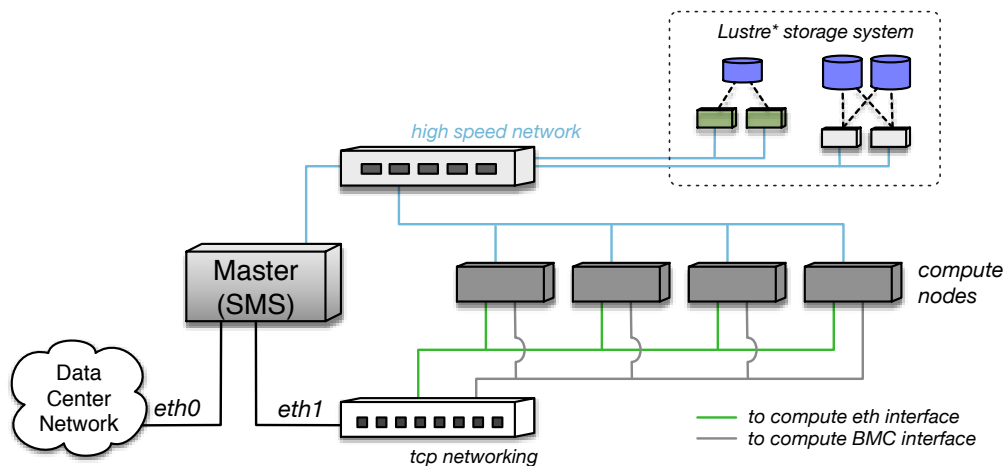 Lustre* storage system
high speed network
Master
(SMS)
compute
nodes
Data
Center
Network
eth0
eth1
tcp networking
to compute eth interface
to compute BMC interface